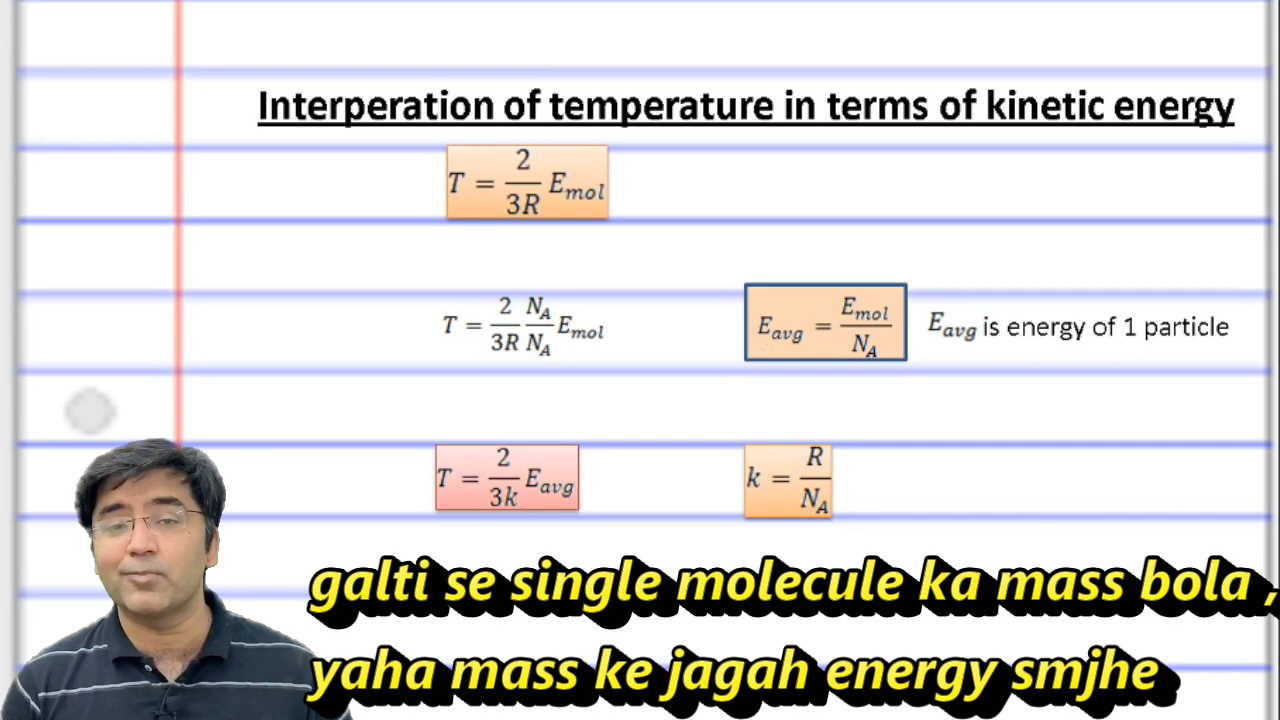 Interperation of temperature in terms of kinetic energy
T = 2/3R E_mol
T = 2/3R N_A/N_A E_mol
E_avg = E_mol/N_A
E_avg is energy of 1 particle
T = 2/3k E_avg
k = R/N_A
galti se single molecule ka mass bola ,
yaha mass ke jagah energy smjhe